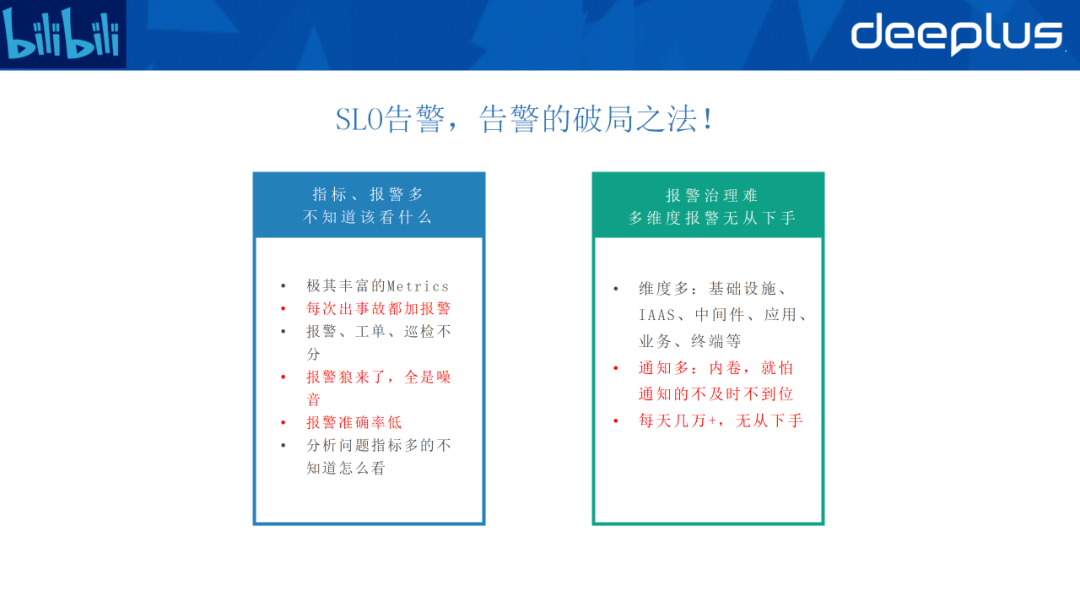 bilibili
deeplus
SLO告警，告警的破局之法！
指标、报警多
不知道该看什么
• 极其丰富的Metrics
• 每次出事故都加报警
• 报警、工单、巡检不
分
• 报警狼来了，全是噪
音
• 报警准确率低
• 分析问题指标多的不
知道怎么看
报警治理难
多维度报警无从下手
• 维度多：基础设施、
IAAS、中间件、应用、
业务、终端等
• 通知多：内卷，就怕
通知的不及时不到位
• 每天几万+，无从下手